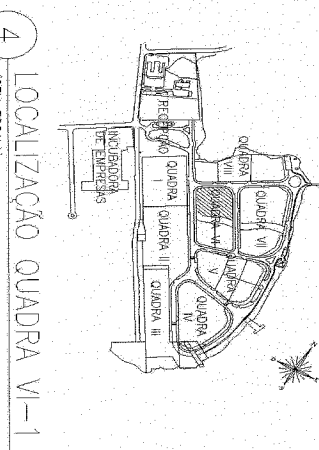 4
LOCALIZAÇÃO QUADRA VI-1
RECEPÇÃO
INCUBADORA
DE EMPRESAS
QUADRA
I
QUADRA II
QUADRA III
QUADRA
IV
QUADRA
V
QUADRA VI
QUADRA VII
QUADRA
VIII
N